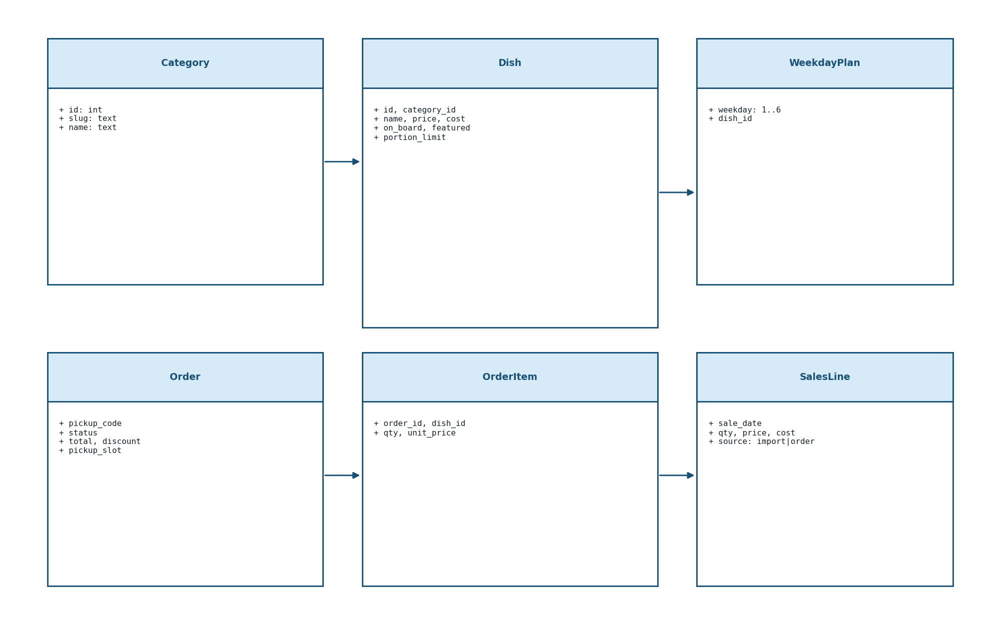 Category
+ id: int
+ slug: text
+ name: text
Dish
+ id, category_id
+ name, price, cost
+ on_board, featured
+ portion_limit
WeekdayPlan
+ weekday: 1..6
+ dish_id
Order
+ pickup_code
+ status
+ total, discount
+ pickup_slot
OrderItem
+ order_id, dish_id
+ qty, unit_price
SalesLine
+ sale_date
+ qty, price, cost
+ source: import|order